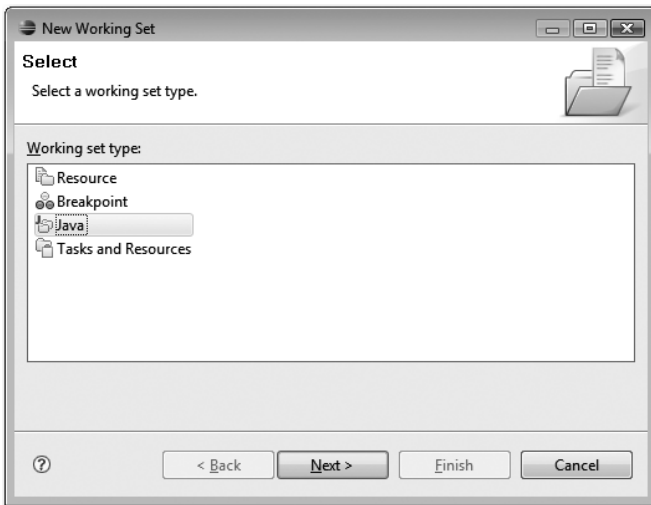 New Working Set
Select
Select a working set type.
Working set type:
Resource
Breakpoint
Java
Tasks and Resources
< Back Next > Finish Cancel